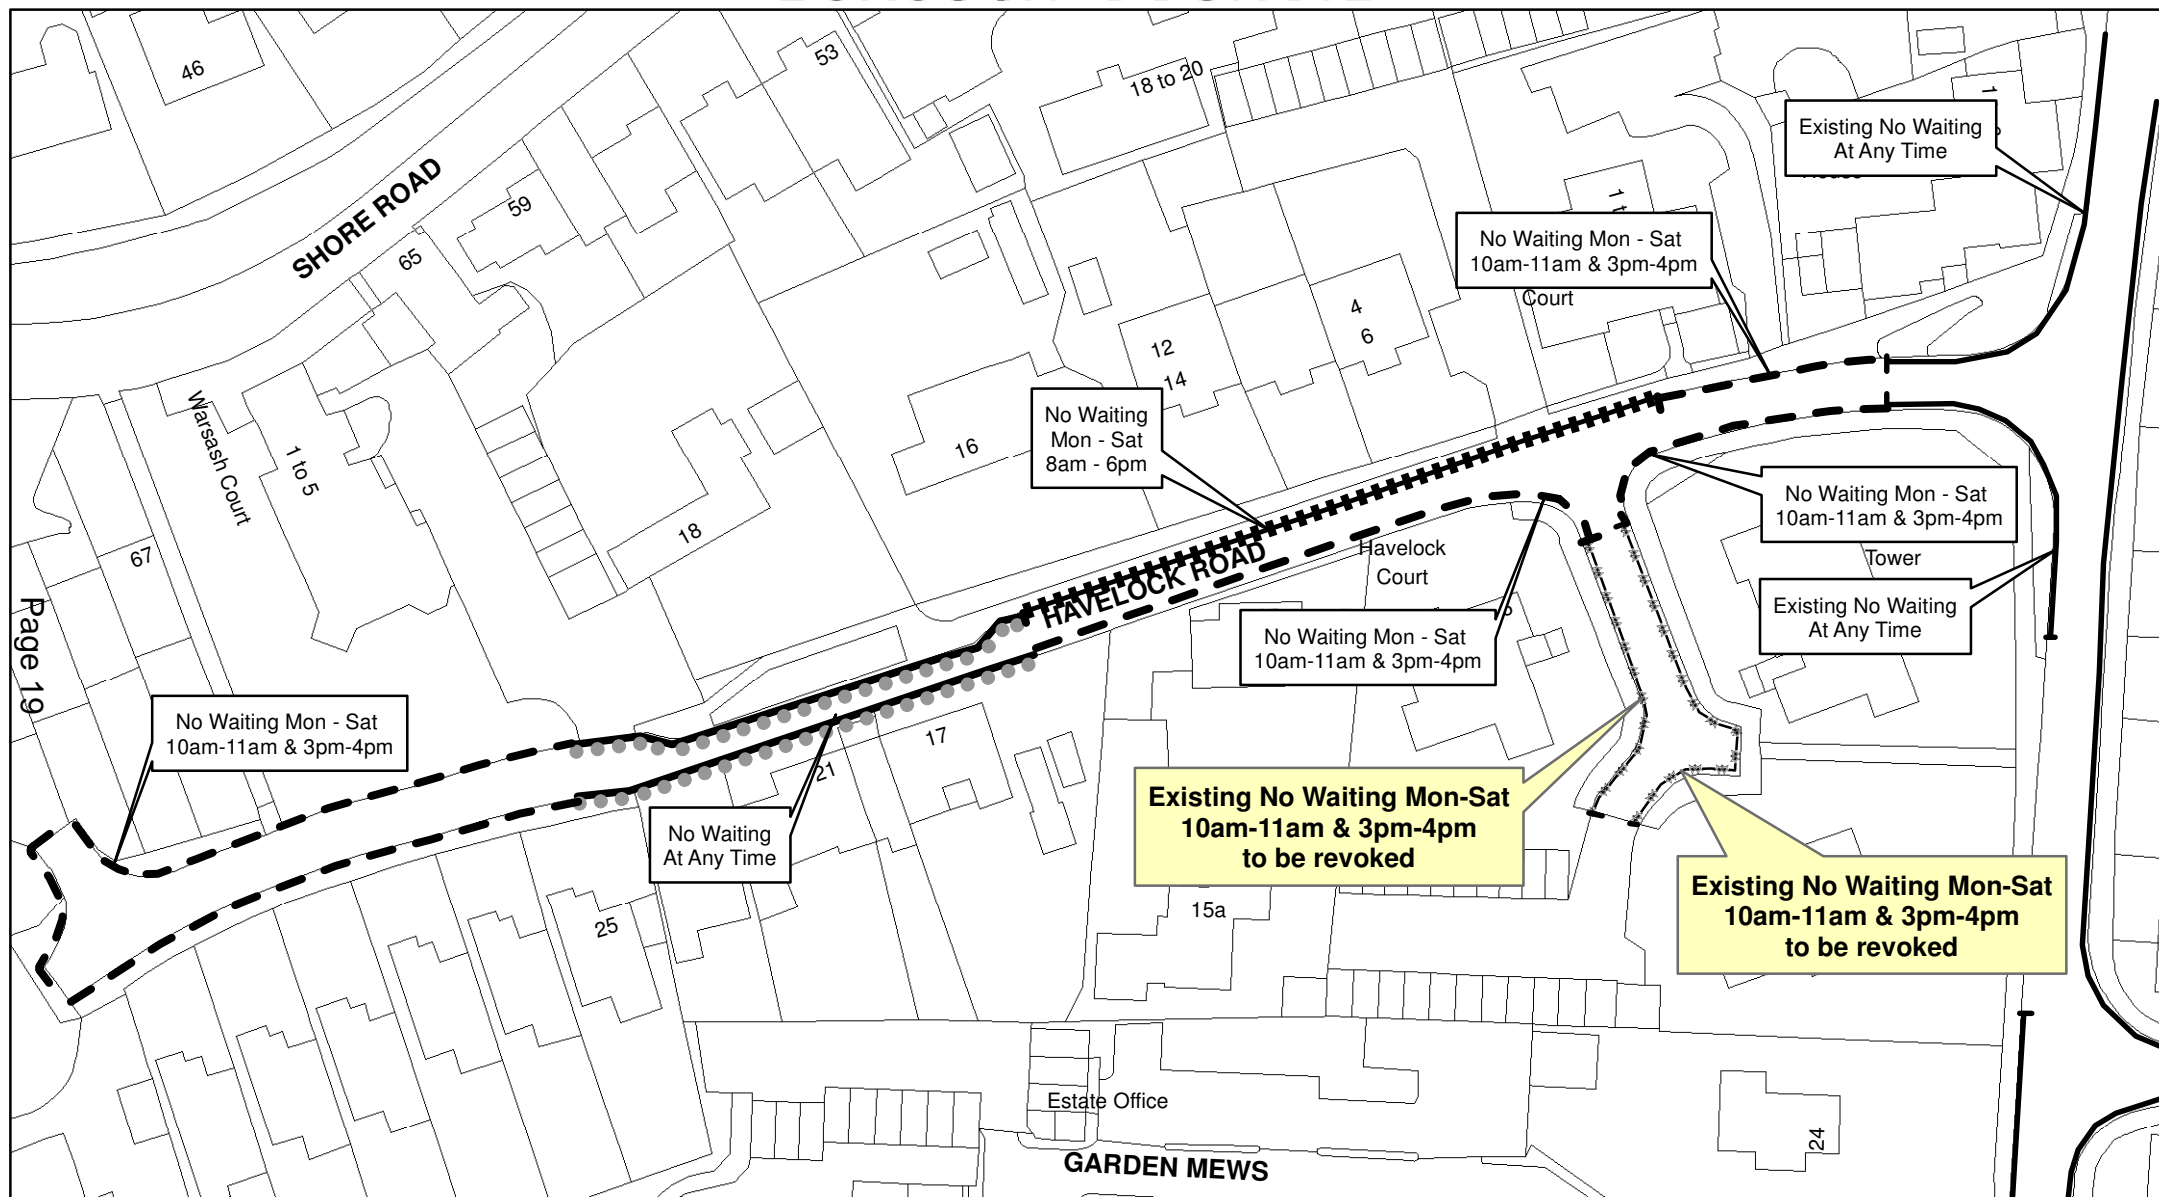 46
53
18 to 20
Existing No Waiting
At Any Time
SHORE ROAD
59
65
No Waiting Mon - Sat
10am-11am & 3pm-4pm
Court
4
6
12
14
No Waiting
Mon - Sat
8am - 6pm
16
18
Warsash Court
1 to 5
67
Page 19
HAVELOCK ROAD
Havelock
Court
No Waiting Mon - Sat
10am-11am & 3pm-4pm
Tower
Existing No Waiting
At Any Time
No Waiting Mon - Sat
10am-11am & 3pm-4pm
No Waiting Mon - Sat
10am-11am & 3pm-4pm
17
21
No Waiting
At Any Time
Existing No Waiting Mon-Sat
10am-11am & 3pm-4pm
to be revoked
Existing No Waiting Mon-Sat
10am-11am & 3pm-4pm
to be revoked
25
15a
Estate Office
24
GARDEN MEWS